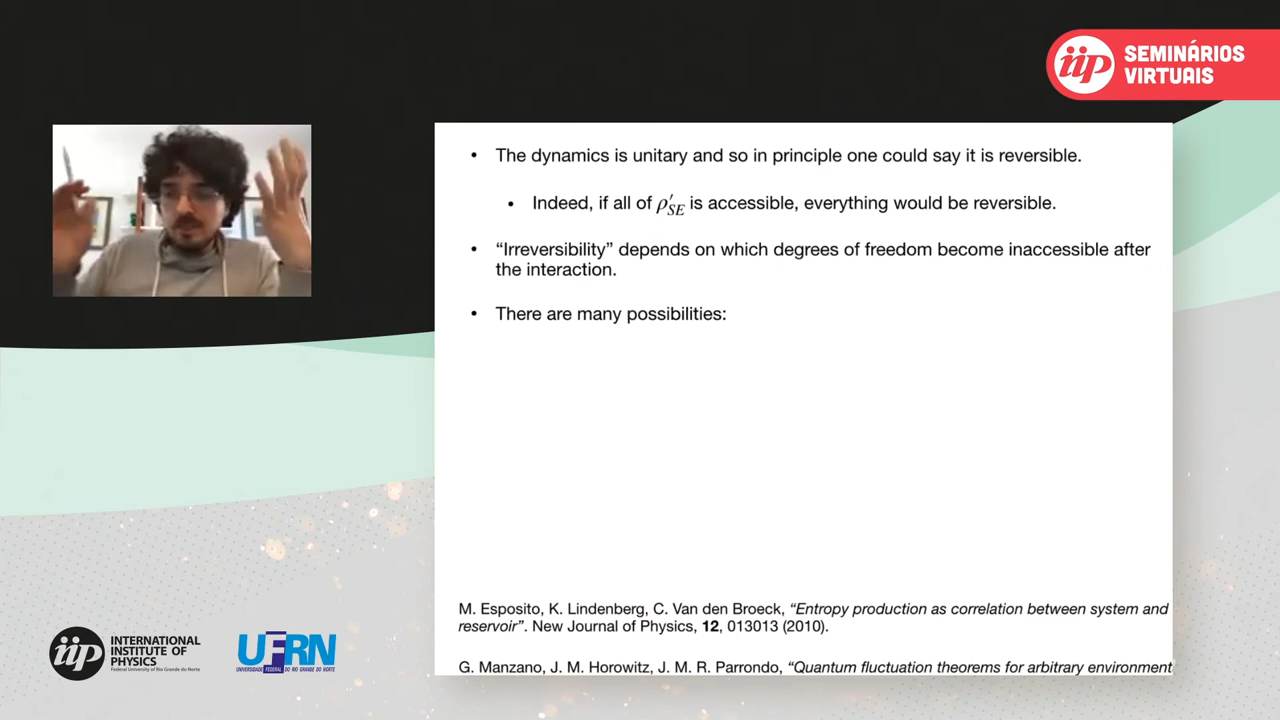 iip
SEMINÁRIOS
VIRTUAIS
• The dynamics is unitary and so in principle one could say it is reversible.
• Indeed, if all of ρ′SE is accessible, everything would be reversible.
• “Irreversibility” depends on which degrees of freedom become inaccessible after
the interaction.
• There are many possibilities:
M. Esposito, K. Lindenberg, C. Van den Broeck, “Entropy production as correlation between system and
reservoir”. New Journal of Physics, 12, 013013 (2010).
G. Manzano, J. M. Horowitz, J. M. R. Parrondo, “Quantum fluctuation theorems for arbitrary environment
iip
INTERNATIONAL
INSTITUTE OF
PHYSICS
Federal University of Rio Grande do Norte
UFRN
UNIVERSIDADE FEDERAL DO RIO GRANDE DO NORTE